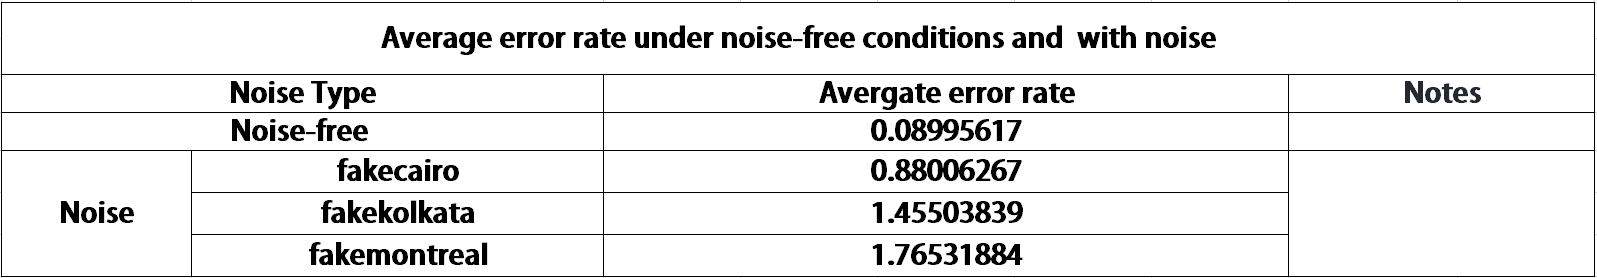 Average error rate under noise-free conditions and with noise
Noise Type Avergate error rate Notes
Noise-free 0.08995617
Noise
fakecairo 0.88006267
fakekolkata 1.45503839
fakemontreal 1.76531884